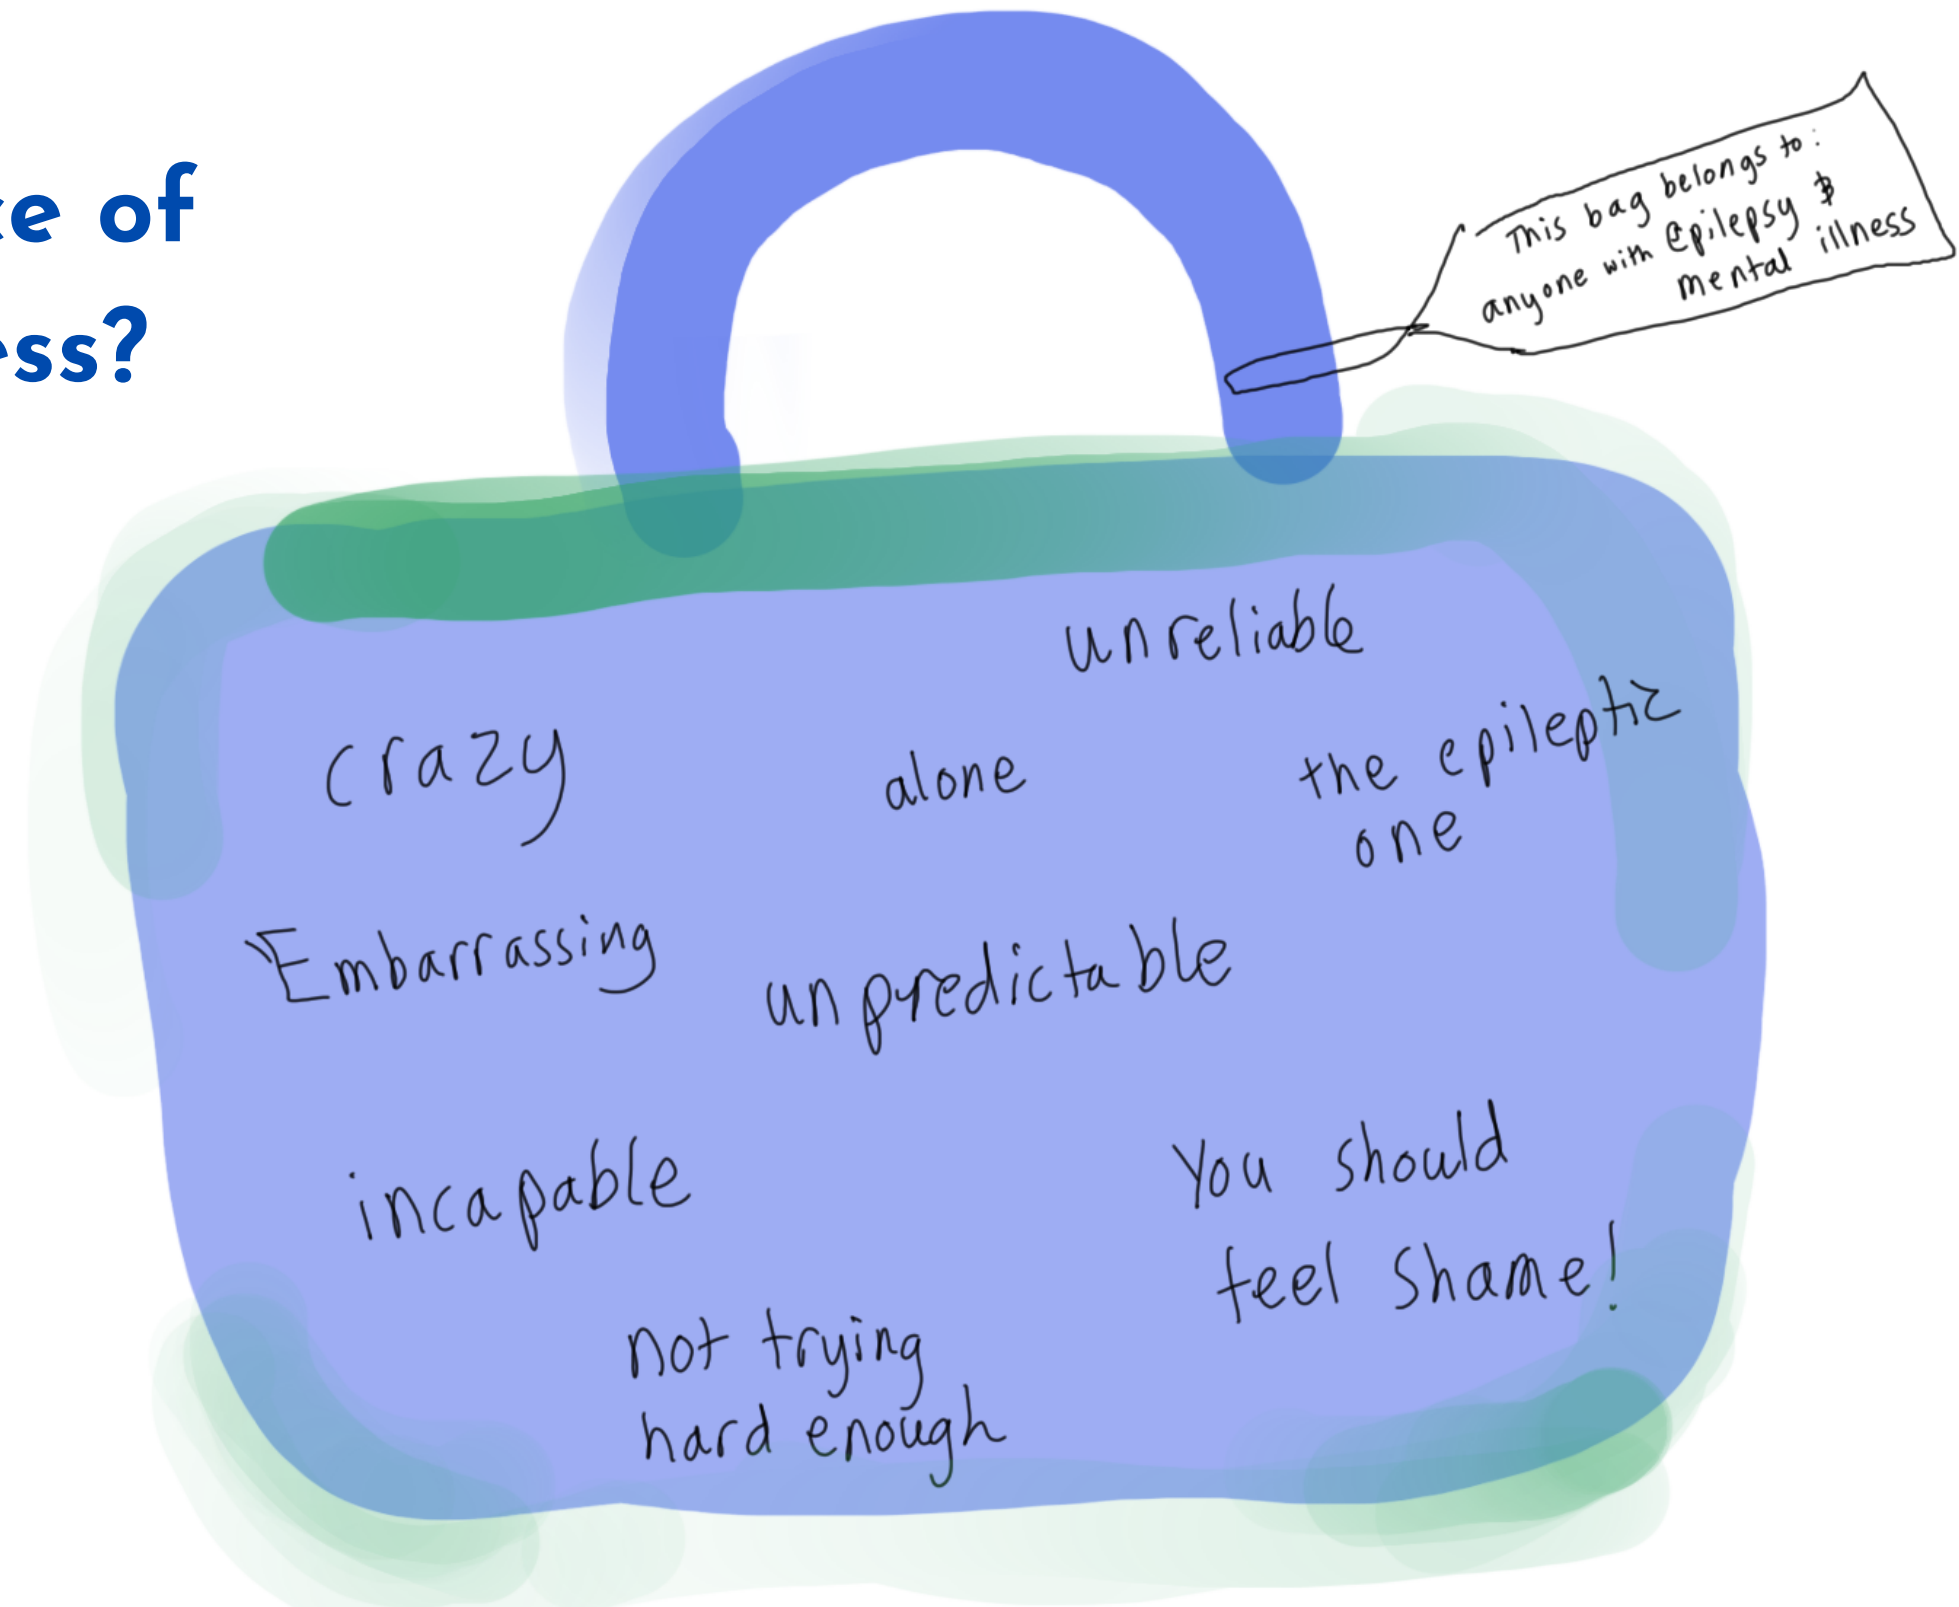 ce of
ess?
This bag belongs to:
anyone with Epilepsy &
mental illness
unreliable
crazy
alone
the epileptic
one
Embarrassing
unpredictable
incapable
You should
feel shame!
not trying
hard enough